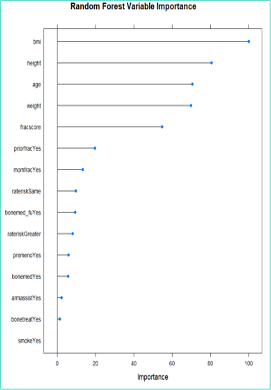 Random Forest Variable Importance
bmi
height
age
weight
fracscore
priorfracYes
momfracYes
rateriskSame
bonemed_fuYes
rateriskGreater
premenoYes
bonemedYes
armassistYes
bonetreatYes
smokeYes
0 20 40 60 80 100
Importance